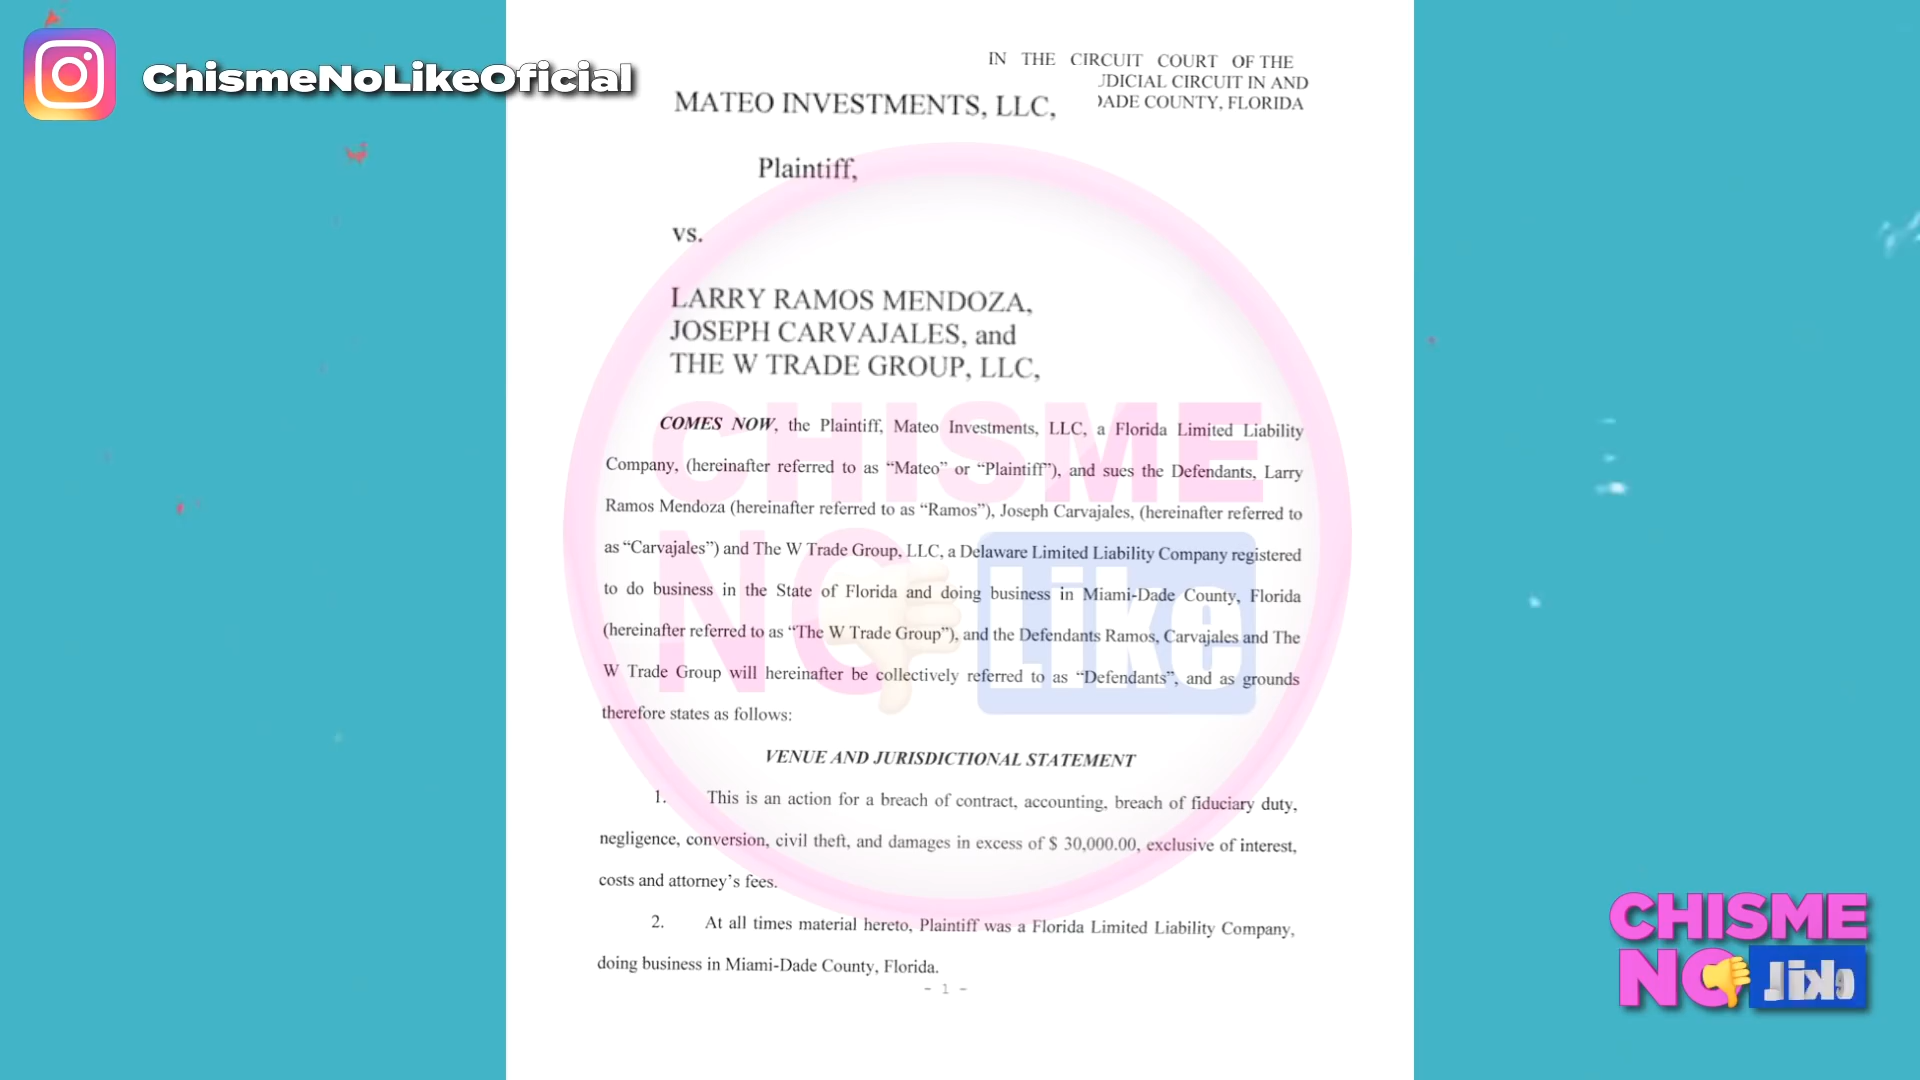 ChismeNoLikeOficial
IN THE CIRCUIT COURT OF THE
DICIAL CIRCUIT IN AND
ADE COUNTY, FLORIDA
MATEO INVESTMENTS, LLC,
Plaintiff,
vs.
LARRY RAMOS MENDOZA,
JOSEPH CARVAJALES, and
THE W TRADE GROUP, LLC,
COMES NOW, the Plaintiff, Mateo Investments, LLC, a Florida Limited Liability
Company, (hereinafter referred to as “Mateo” or “Plaintiff”), and sues the Defendants, Larry
Ramos Mendoza (hereinafter referred to as “Ramos”), Joseph Carvajales, (hereinafter referred to
as “Carvajales”) and The W Trade Group, LLC, a Delaware Limited Liability Company registered
to do business in the State of Florida and doing business in Miami-Dade County, Florida
(hereinafter referred to as “The W Trade Group”), and the Defendants Ramos, Carvajales and The
W Trade Group will hereinafter be collectively referred to as “Defendants”, and as grounds
therefore states as follows:
VENUE AND JURISDICTIONAL STATEMENT
1. This is an action for a breach of contract, accounting, breach of fiduciary duty,
negligence, conversion, civil theft, and damages in excess of $ 30,000.00, exclusive of interest,
costs and attorney’s fees.
2. At all times material hereto, Plaintiff was a Florida Limited Liability Company,
doing business in Miami-Dade County, Florida.
- 1 -
CHISME
NO Like
CHISME
NO Like